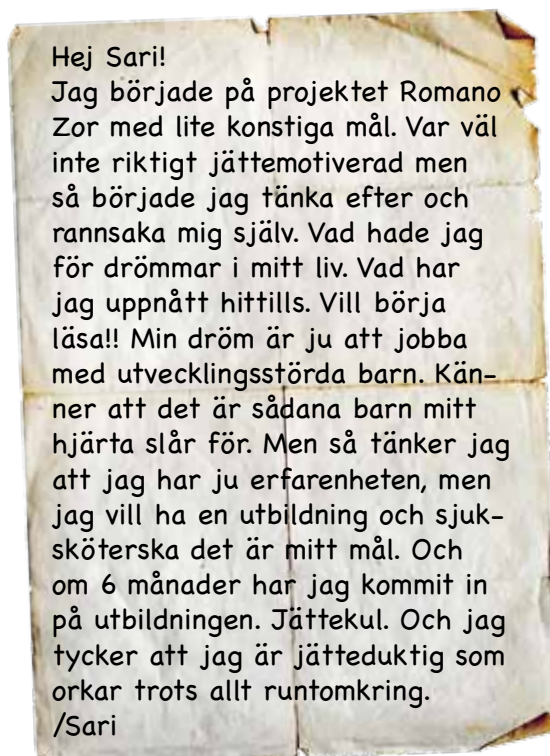 Hej Sari!
Jag började på projektet Romano
Zor med lite konstiga mål. Var väl
inte riktigt jättemotiverad men
så började jag tänka efter och
rannsaka mig själv. Vad hade jag
för drömmar i mitt liv. Vad har
jag uppnått hittills. Vill börja
läsa!! Min dröm är ju att jobba
med utvecklingsstörda barn. Kän-
ner att det är sådana barn mitt
hjärta slår för. Men så tänker jag
att jag har ju erfarenheten, men
jag vill ha en utbildning och sjuk-
sköterska det är mitt mål. Och
om 6 månader har jag kommit in
på utbildningen. Jättekul. Och jag
tycker att jag är jätteduktig som
orkar trots allt runtomkring.
/Sari